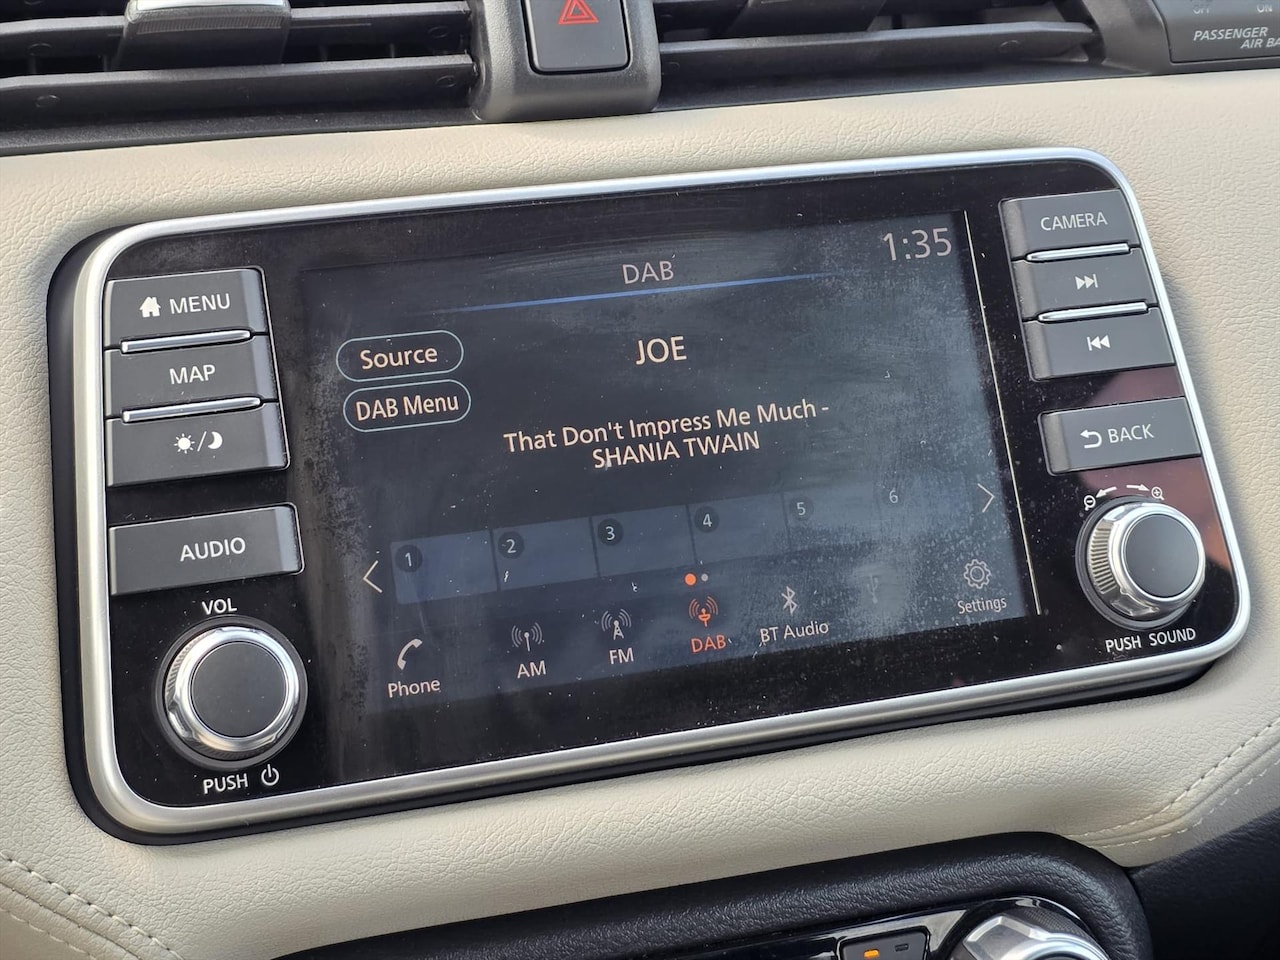 OFF ON
PASSENGER
AIR BA
CAMERA
MENU
MAP
AUDIO
VOL
PUSH
DAB
1:35
Source
DAB Menu
JOE
That Don't Impress Me Much -
SHANIA TWAIN
1 2 3 4 5 6
Phone
AM
FM
DAB
BT Audio
Settings
BACK
PUSH SOUND